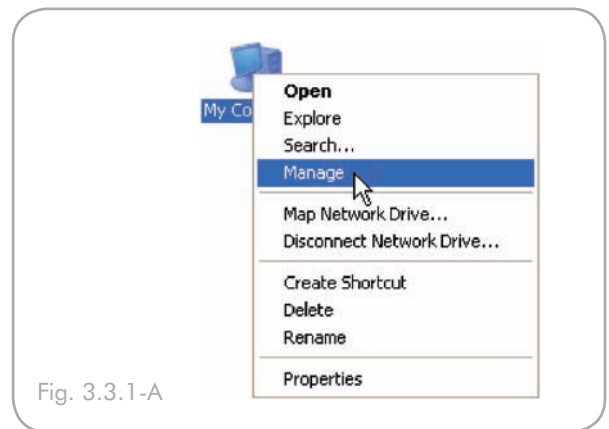 My Co
Open
Explore
Search...
Manage
Map Network Drive...
Disconnect Network Drive...
Create Shortcut
Delete
Rename
Properties
Fig. 3.3.1-A